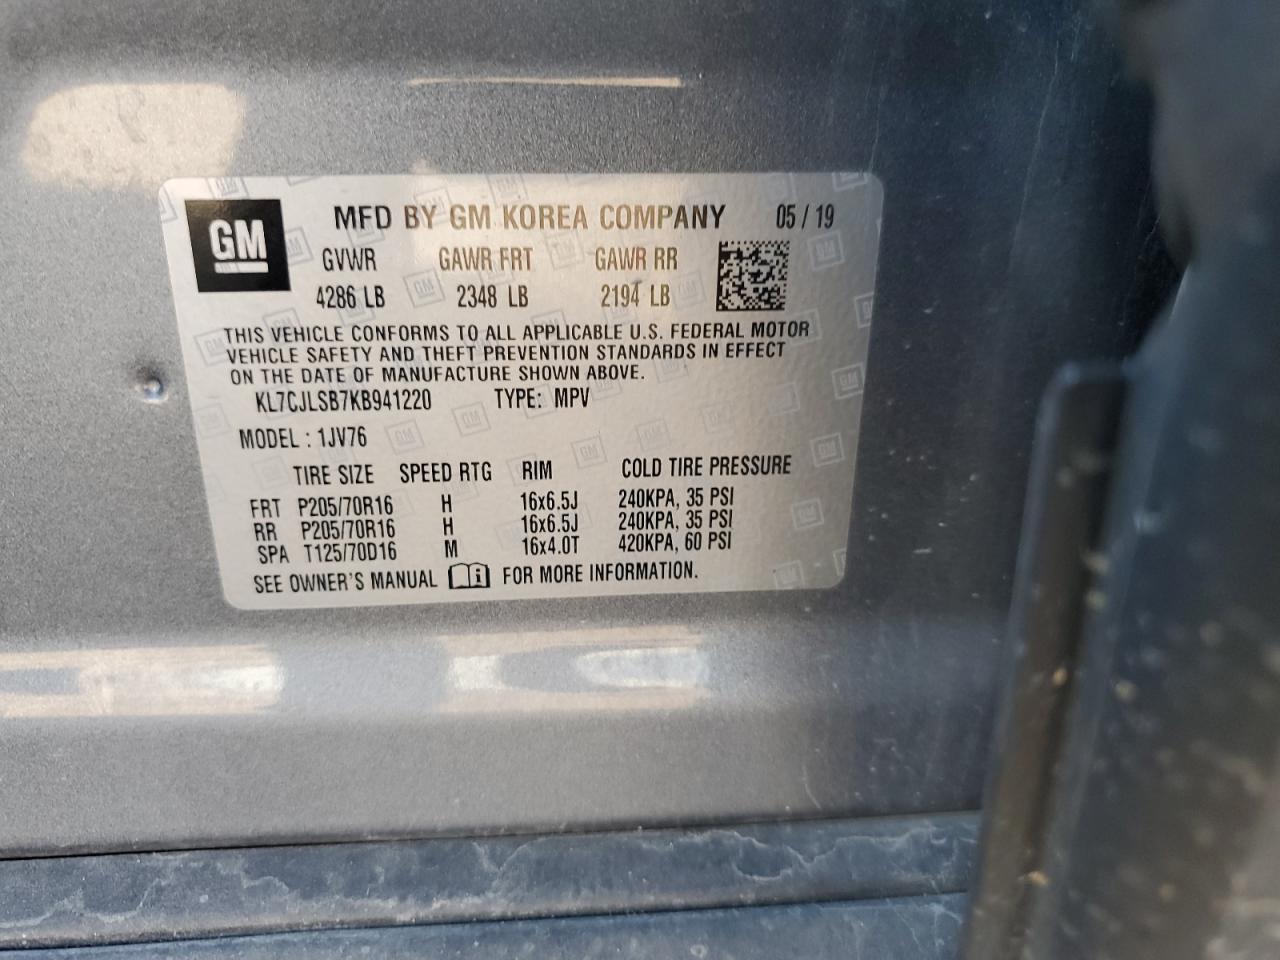 GM
MFD BY GM KOREA COMPANY 05 / 19
GVWR GAWR FRT GAWR RR
4286 LB 2348 LB 2194 LB
THIS VEHICLE CONFORMS TO ALL APPLICABLE U.S. FEDERAL MOTOR
VEHICLE SAFETY AND THEFT PREVENTION STANDARDS IN EFFECT
ON THE DATE OF MANUFACTURE SHOWN ABOVE.
KL7CJLSB7KB941220 TYPE: MPV
MODEL : 1JV76
TIRE SIZE SPEED RTG RIM COLD TIRE PRESSURE
FRT P205/70R16 H 16x6.5J 240KPA, 35 PSI
RR P205/70R16 H 16x6.5J 240KPA, 35 PSI
SPA T125/70D16 M 16x4.0T 420KPA, 60 PSI
SEE OWNER'S MANUAL FOR MORE INFORMATION.